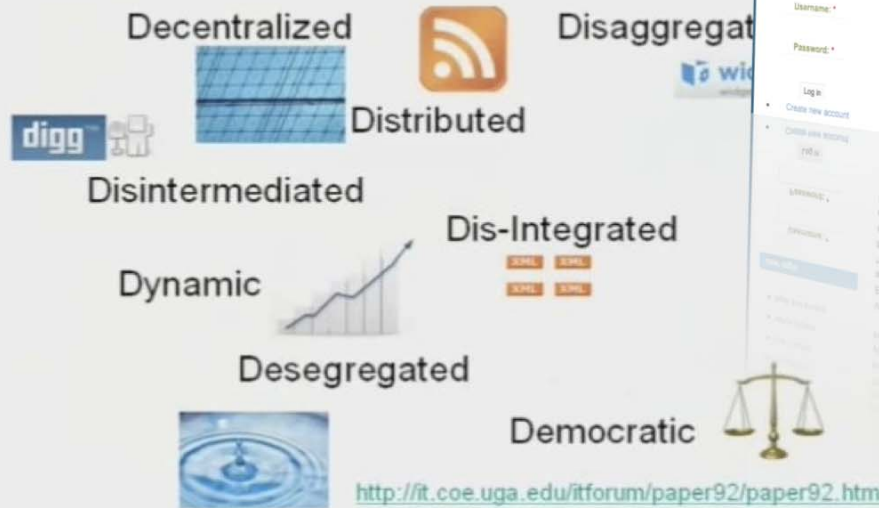 Decentralized
Disaggregat
Username: *
Password: *
Log in
Create new account
digg
Distributed
Disintermediated
Dis-Integrated
XML XML
XML XML
Dynamic
Desegregated
Democratic
http://it.coe.uga.edu/itforum/paper92/paper92.htm